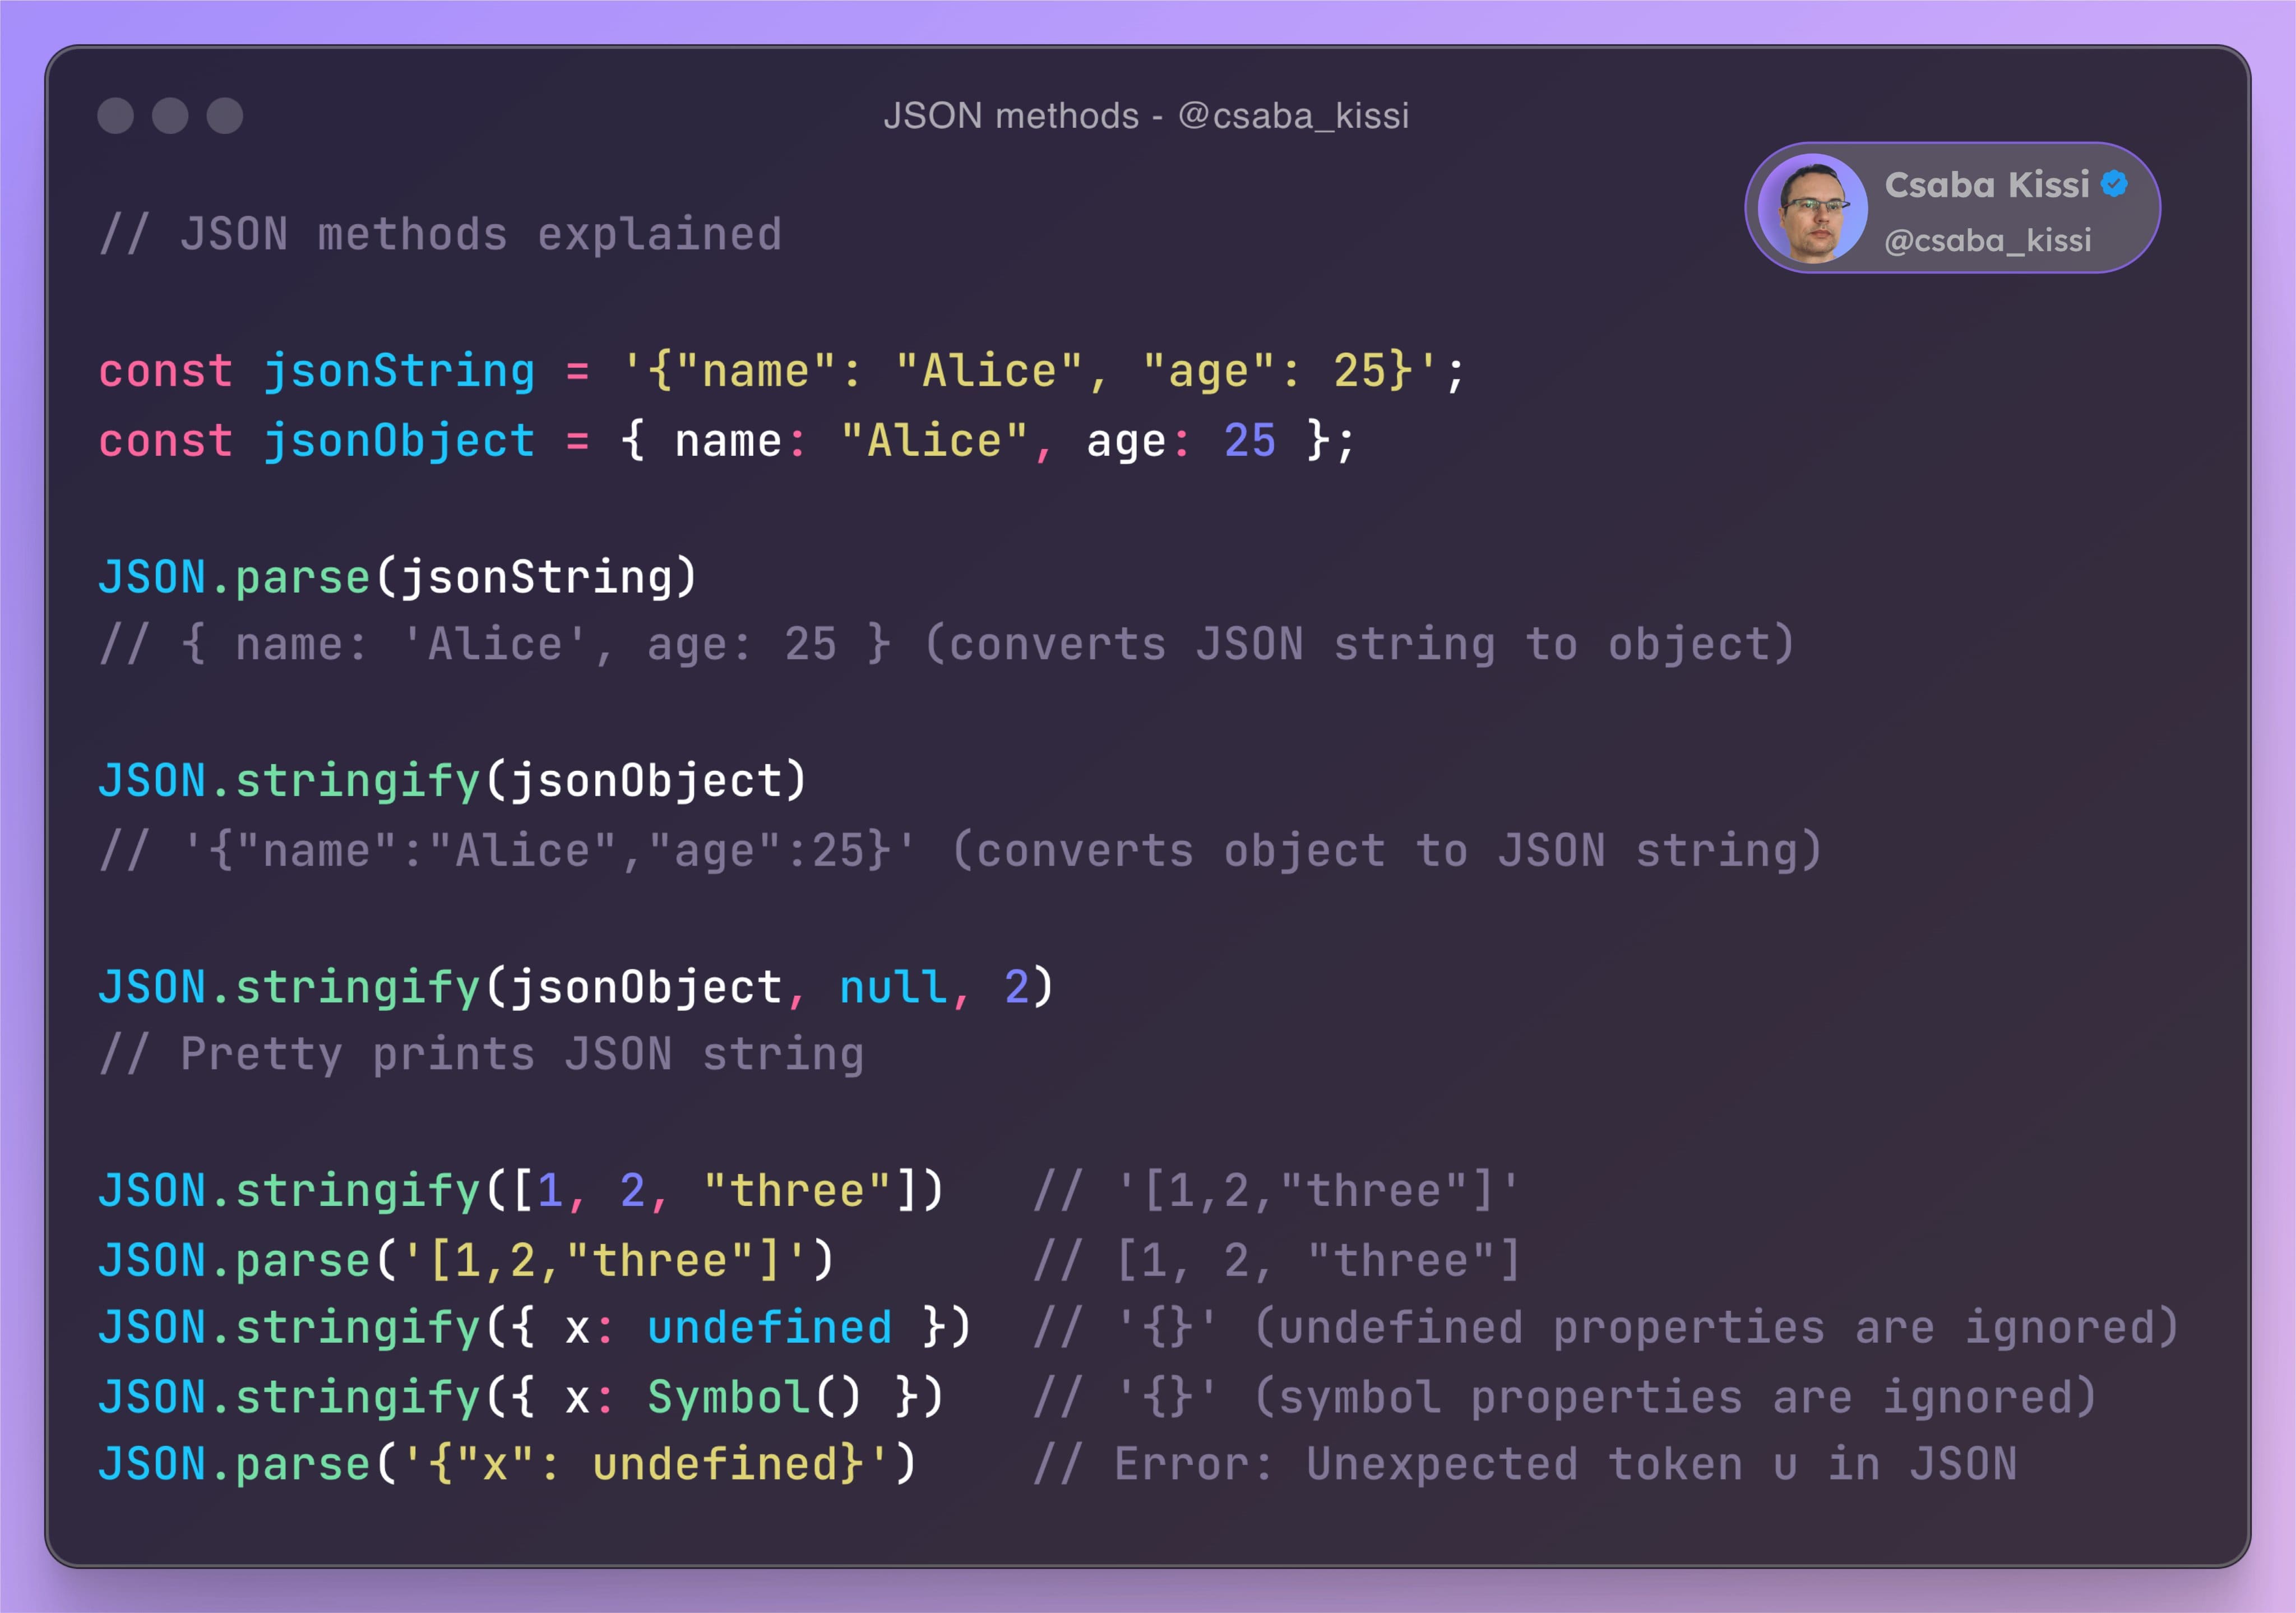 JSON methods - @csaba_kissi
Csaba Kissi
@csaba_kissi
// JSON methods explained
const jsonString = '{"name": "Alice", "age": 25}';
const jsonObject = { name: "Alice", age: 25 };
JSON.parse(jsonString)
// { name: 'Alice', age: 25 } (converts JSON string to object)
JSON.stringify(jsonObject)
// '{"name":"Alice","age":25}' (converts object to JSON string)
JSON.stringify(jsonObject, null, 2)
// Pretty prints JSON string
JSON.stringify([1, 2, "three"])   // '[1,2,"three"]'
JSON.parse('[1,2,"three"]')       // [1, 2, "three"]
JSON.stringify({ x: undefined })  // '{}' (undefined properties are ignored)
JSON.stringify({ x: Symbol() })   // '{}' (symbol properties are ignored)
JSON.parse('{"x": undefined}')    // Error: Unexpected token u in JSON